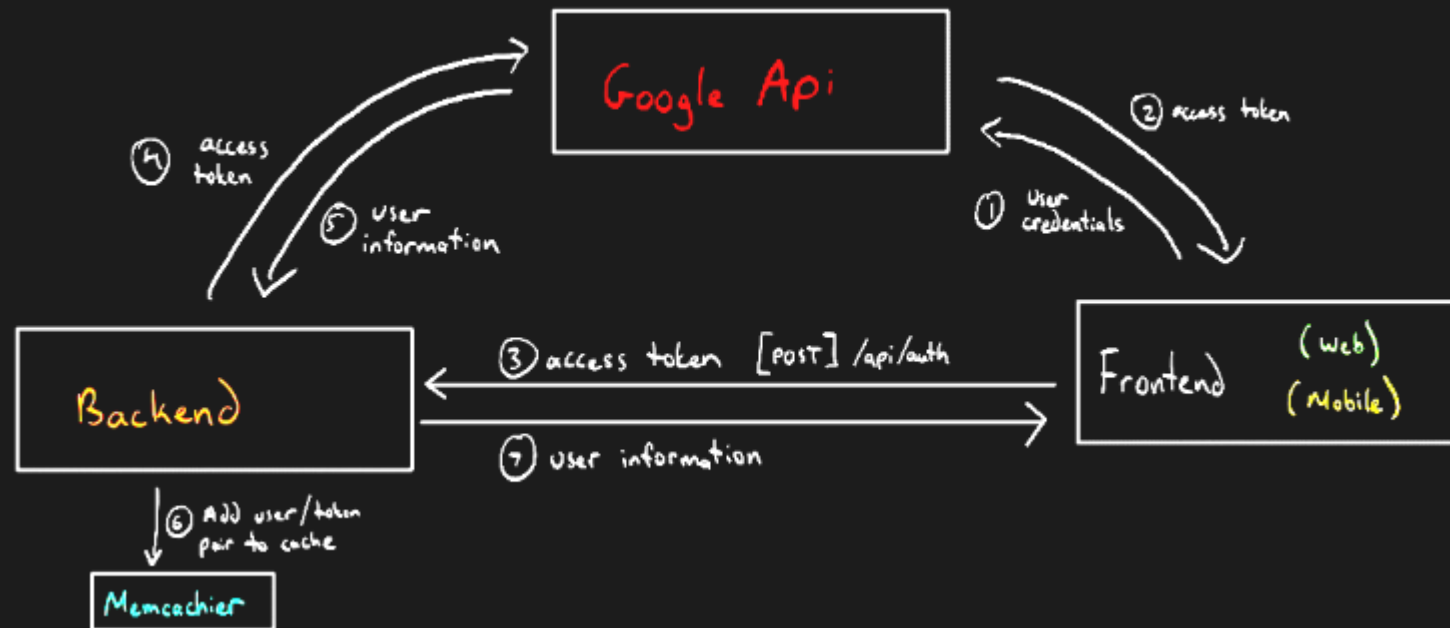 Google Api
② access token
④ access
token
① user
credentials
⑤ user
information
③ access token [POST] /api/auth
Frontend
(Web)
(Mobile)
Backend
⑦ user information
⑥ Add user/token
pair to cache
Memcachier